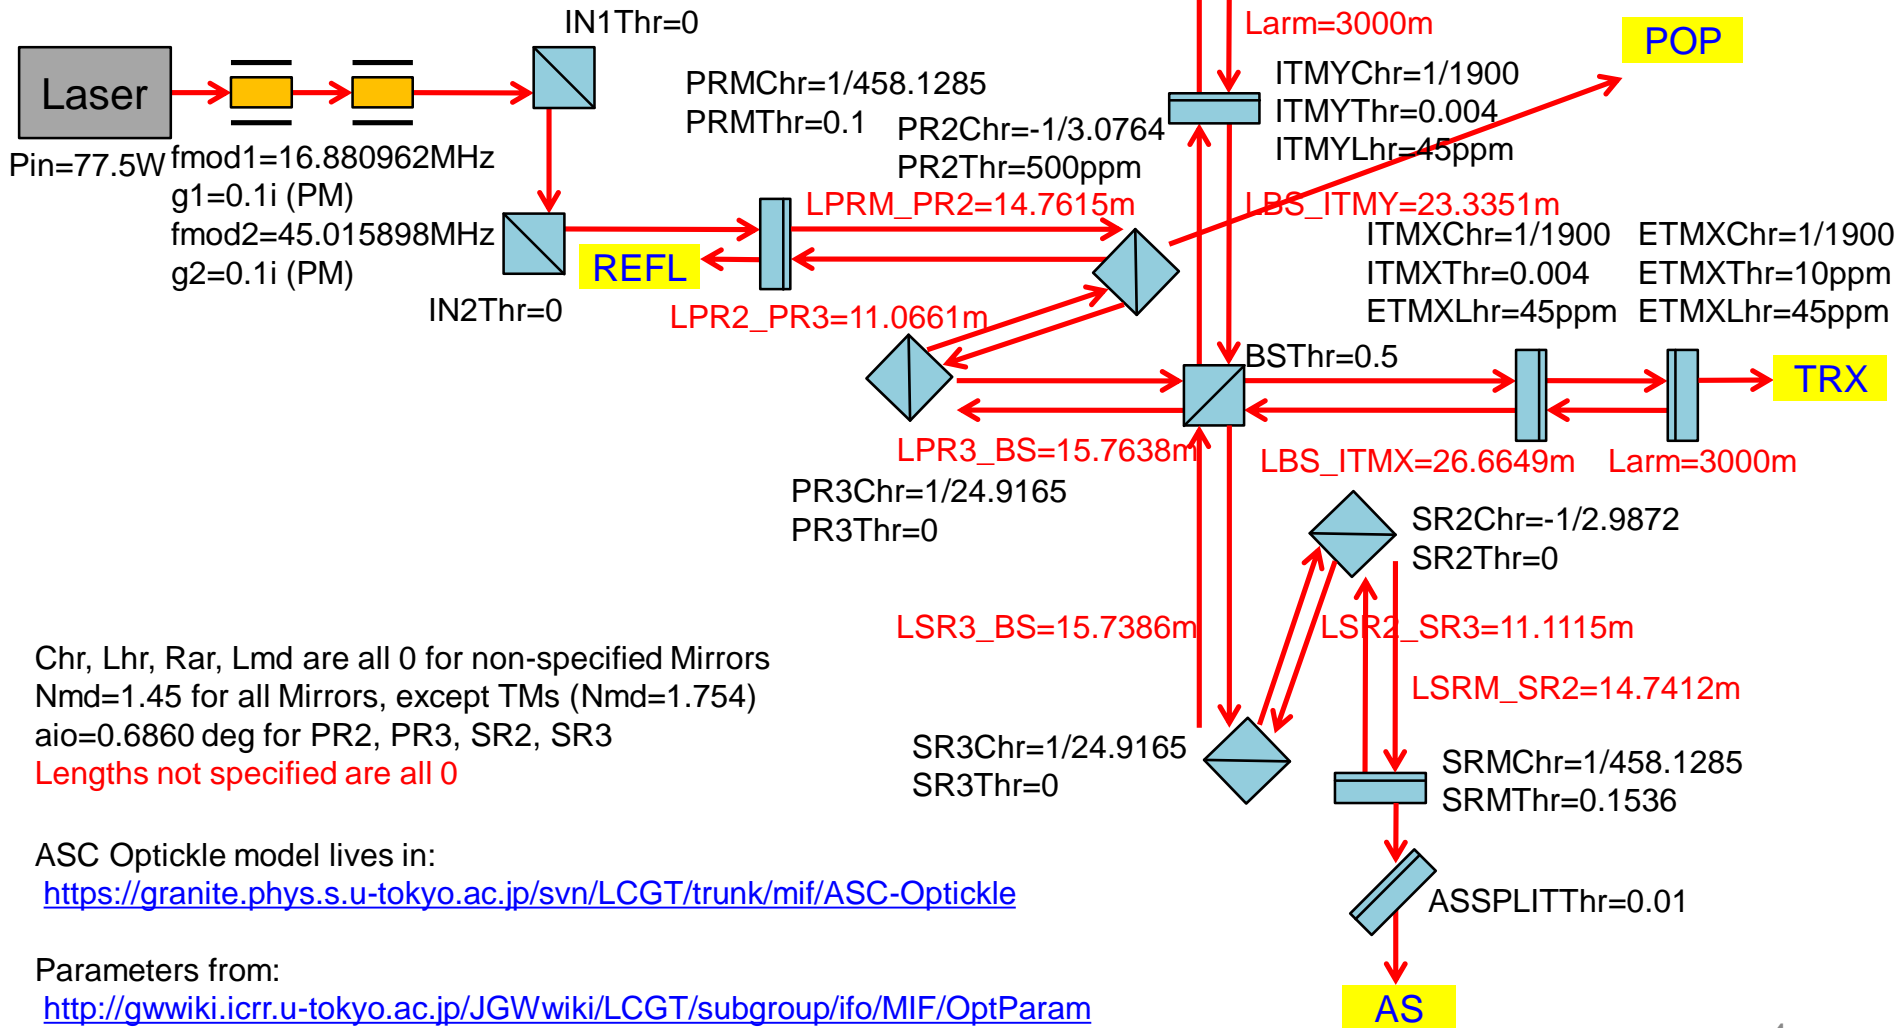 IN1Thr=0
Larm=3000m
POP
Laser
PRMChr=1/458.1285
PRMThr=0.1
PR2Chr=-1/3.0764
PR2Thr=500ppm
ITMYChr=1/1900
ITMYThr=0.004
ITMYLhr=45ppm
Pin=77.5W
fmod1=16.880962MHz
g1=0.1i (PM)
fmod2=45.015898MHz
g2=0.1i (PM)
LPRM_PR2=14.7615m
LBS_ITMY=23.3351m
ITMXChr=1/1900
ITMXThr=0.004
ETMXLhr=45ppm
ETMXChr=1/1900
ETMXThr=10ppm
ETMXLhr=45ppm
REFL
IN2Thr=0
LPR2_PR3=11.0661m
BSThr=0.5
TRX
LPR3_BS=15.7638m
LBS_ITMX=26.6649m
Larm=3000m
PR3Chr=1/24.9165
PR3Thr=0
SR2Chr=-1/2.9872
SR2Thr=0
LSR3_BS=15.7386m
LSR2_SR3=11.1115m
Chr, Lhr, Rar, Lmd are all 0 for non-specified Mirrors
Nmd=1.45 for all Mirrors, except TMs (Nmd=1.754)
aio=0.6860 deg for PR2, PR3, SR2, SR3
Lengths not specified are all 0
LSRM_SR2=14.7412m
SR3Chr=1/24.9165
SR3Thr=0
SRMChr=1/458.1285
SRMThr=0.1536
ASC Optickle model lives in:
https://granite.phys.s.u-tokyo.ac.jp/svn/LCGT/trunk/mif/ASC-Optickle
ASSPLITThr=0.01
Parameters from:
http://gwwiki.icrr.u-tokyo.ac.jp/JGWwiki/LCGT/subgroup/ifo/MIF/OptParam
AS